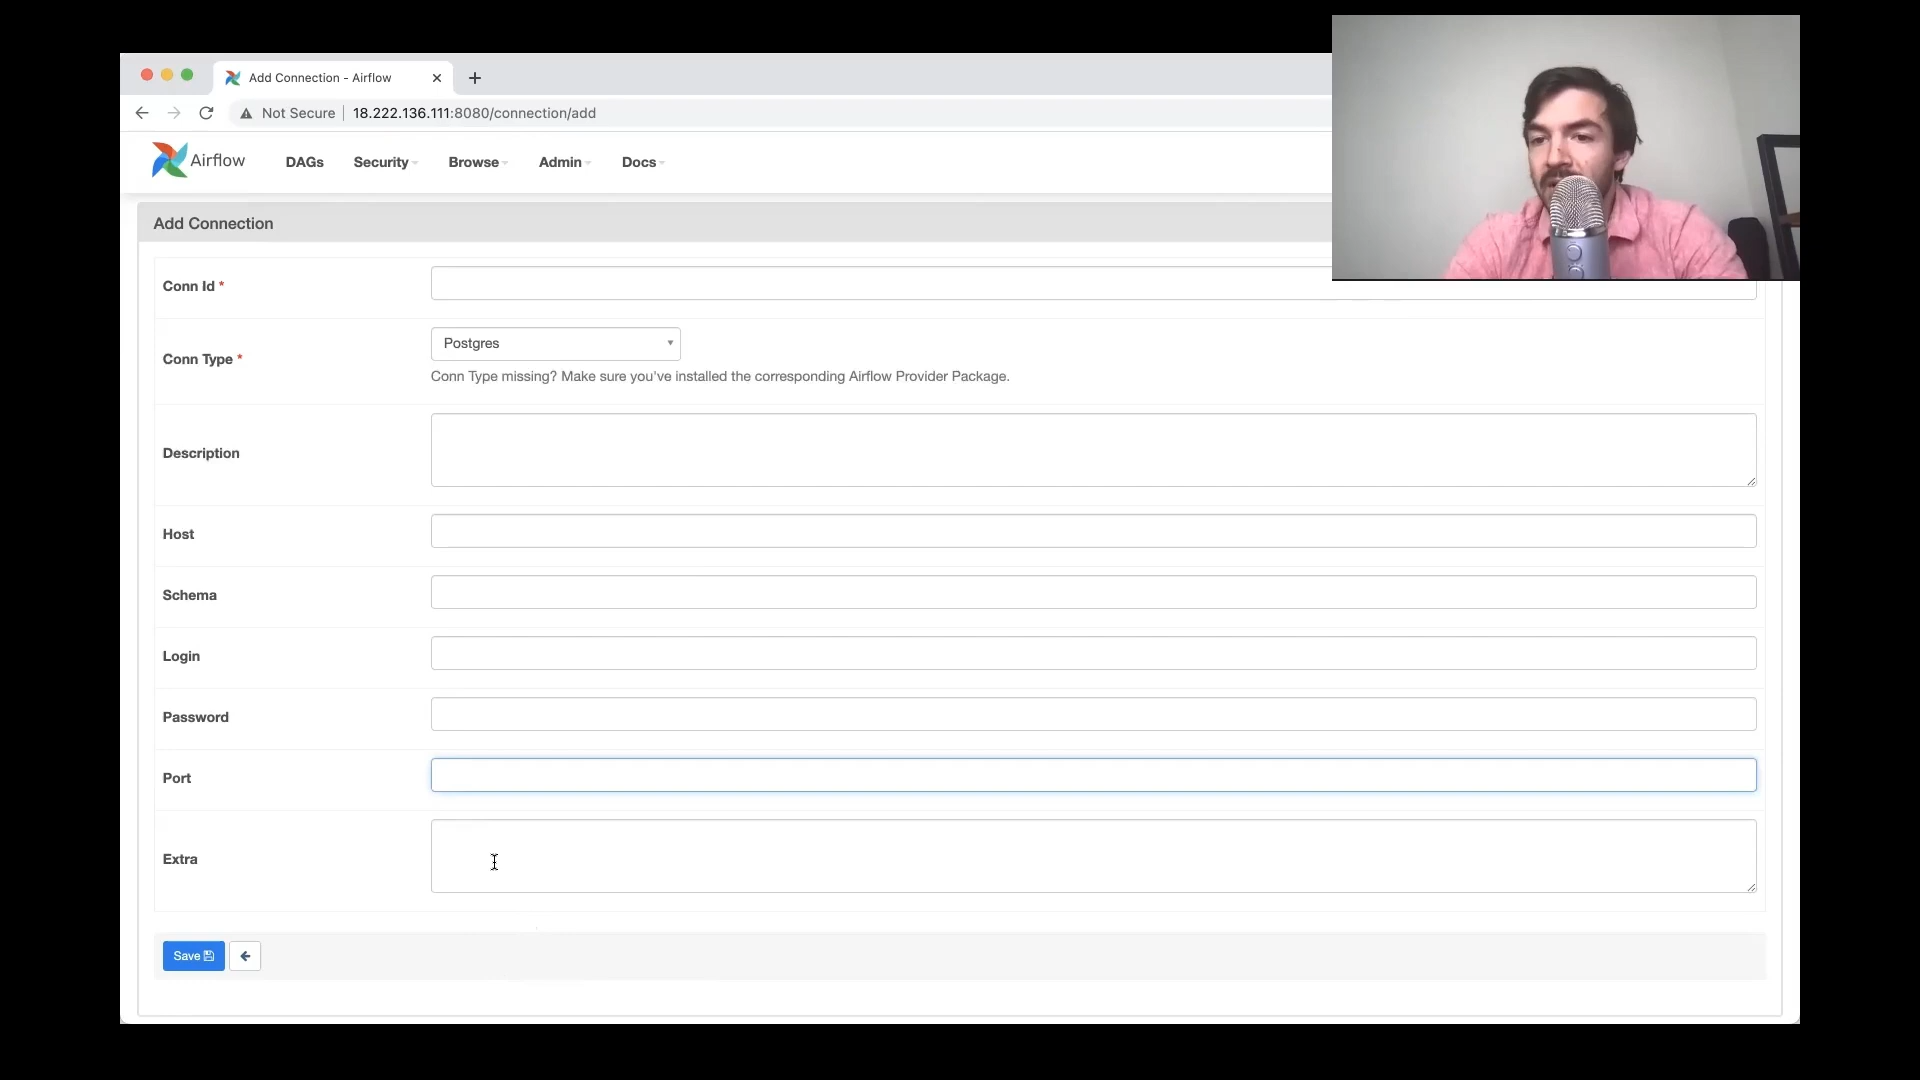 Add Connection - Airflow
Not Secure 18.222.136.111:8080/connection/add
Airflow DAGs Security Browse Admin Docs
Add Connection
Conn Id *
Conn Type * Postgres
Conn Type missing? Make sure you've installed the corresponding Airflow Provider Package.
Description
Host
Schema
Login
Password
Port
Extra
Save